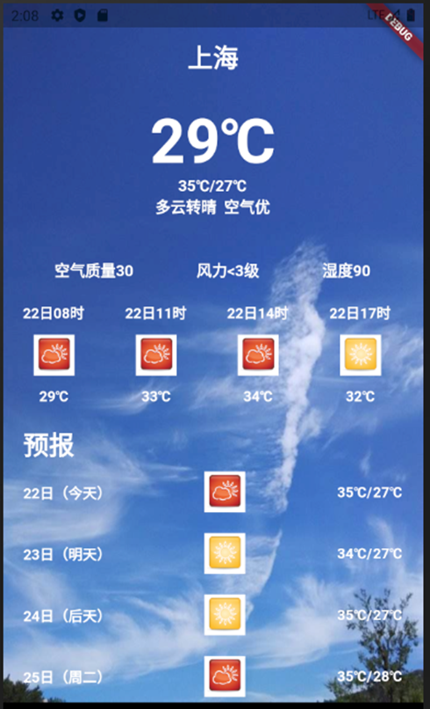 2:08 LTE
DEBUG
上海
29℃
35℃/27℃
多云转晴 空气优
空气质量30 风力<3级 湿度90
22日08时 22日11时 22日14时 22日17时
29℃ 33℃ 34℃ 32℃
预报
22日（今天） 35℃/27℃
23日（明天） 34℃/27℃
24日（后天） 35℃/27℃
25日（周二） 35℃/28℃